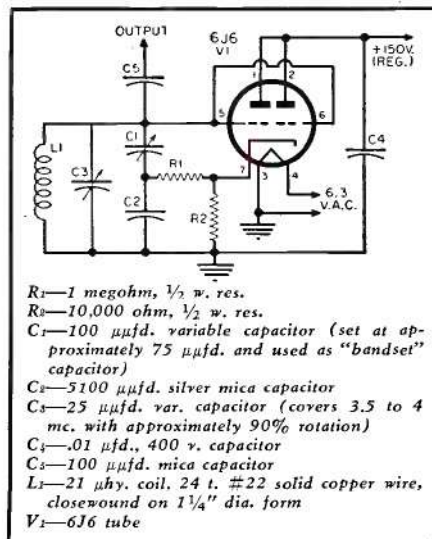 OUTPUT
6J6
V1
+150V.
(REG.)
1
2
C5
5
6
C1
C4
L1
C3
R1
7
3
4
6.3
V.A.C.
C2
R2
R₁—1 megohm, ½ w. res.
R₂—10,000 ohm, ½ w. res.
C₁—100 μμfd. variable capacitor (set at ap-
proximately 75 μμfd. and used as "bandset"
capacitor)
C₂—5100 μμfd. silver mica capacitor
C₃—25 μμfd. var. capacitor (covers 3.5 to 4
mc. with approximately 90% rotation)
C₄—.01 μfd., 400 v. capacitor
C₅—100 μμfd. mica capacitor
L₁—21 μhy. coil. 24 t. #22 solid copper wire,
closewound on 1¼" dia. form
V₁—6J6 tube